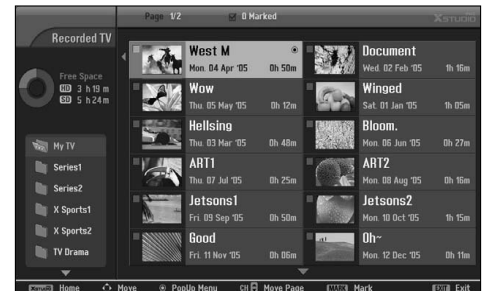 Page 1/2
0 Marked
XSTUDIO
Recorded TV
Free Space
HD 3 h 19 m
SD 5 h 24 m
My TV
Series1
Series2
X Sports1
X Sports2
TV Drama
West M
Mon. 04 Apr '05 0h 50m
Document
Wed. 02 Feb '05 1h 16m
Wow
Thu. 05 May '05 0h 12m
Winged
Sat. 01 Jan '05 1h 05m
Hellsing
Thu. 03 Mar '05 0h 48m
Bloom.
Mon. 06 Jun '05 0h 27m
ART1
Thu. 07 Jul '05 0h 25m
ART2
Mon. 08 Aug '05 0h 16m
Jetsons1
Fri. 09 Sep '05 0h 50m
Jetsons2
Mon. 10 Oct '05 1h 15m
Good
Fri. 11 Nov '05 0h 06m
Oh~
Mon. 12 Dec '05 0h 11m
Home Move PopUp Menu CH Move Page MARK Mark EXIT Exit